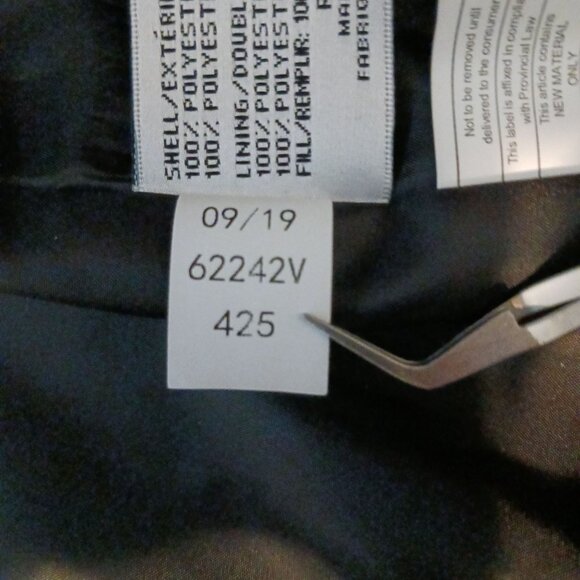 SHELL/EXTÉRI
100% POLYEST
100% POLYEST
LINING/DOUBL
100% POLYEST
100% POLYEST
FILL/REMPLIR: 10
R
MA
FABRIQ
Not to be removed until
delivered to the consumer
This label is affixed in complia
with Provincial Law
This article contains
NEW MATERIAL
ONLY
09/19
62242V
425